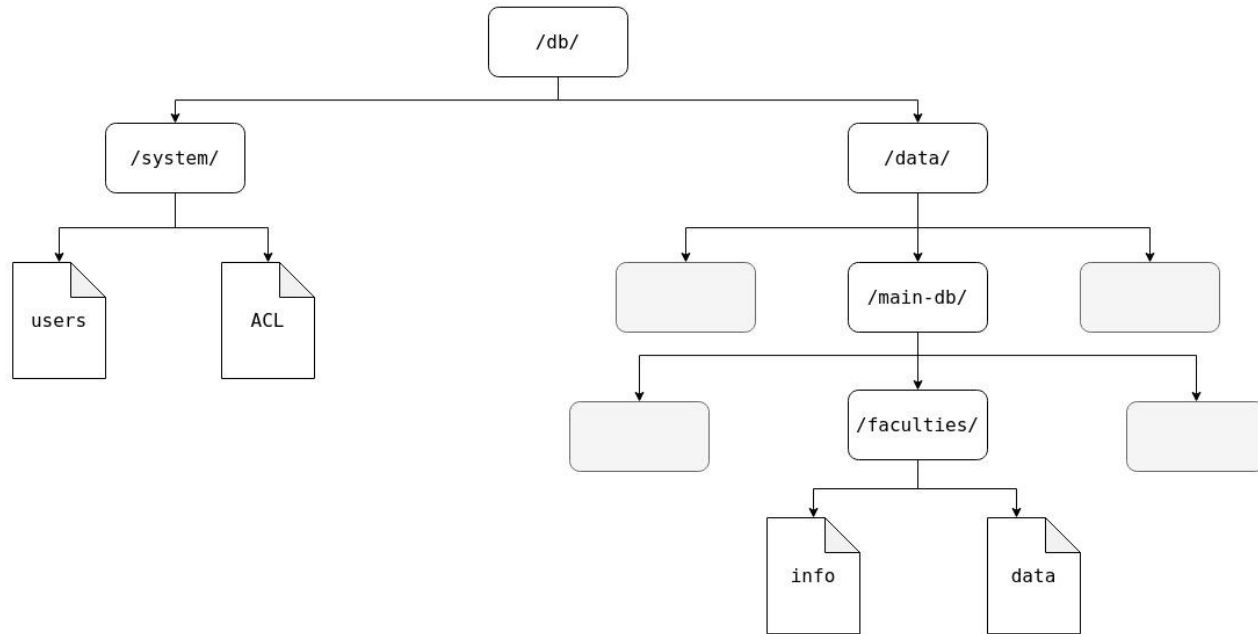 /db/
/system/
/data/
users
ACL
/main-db/
/faculties/
info
data